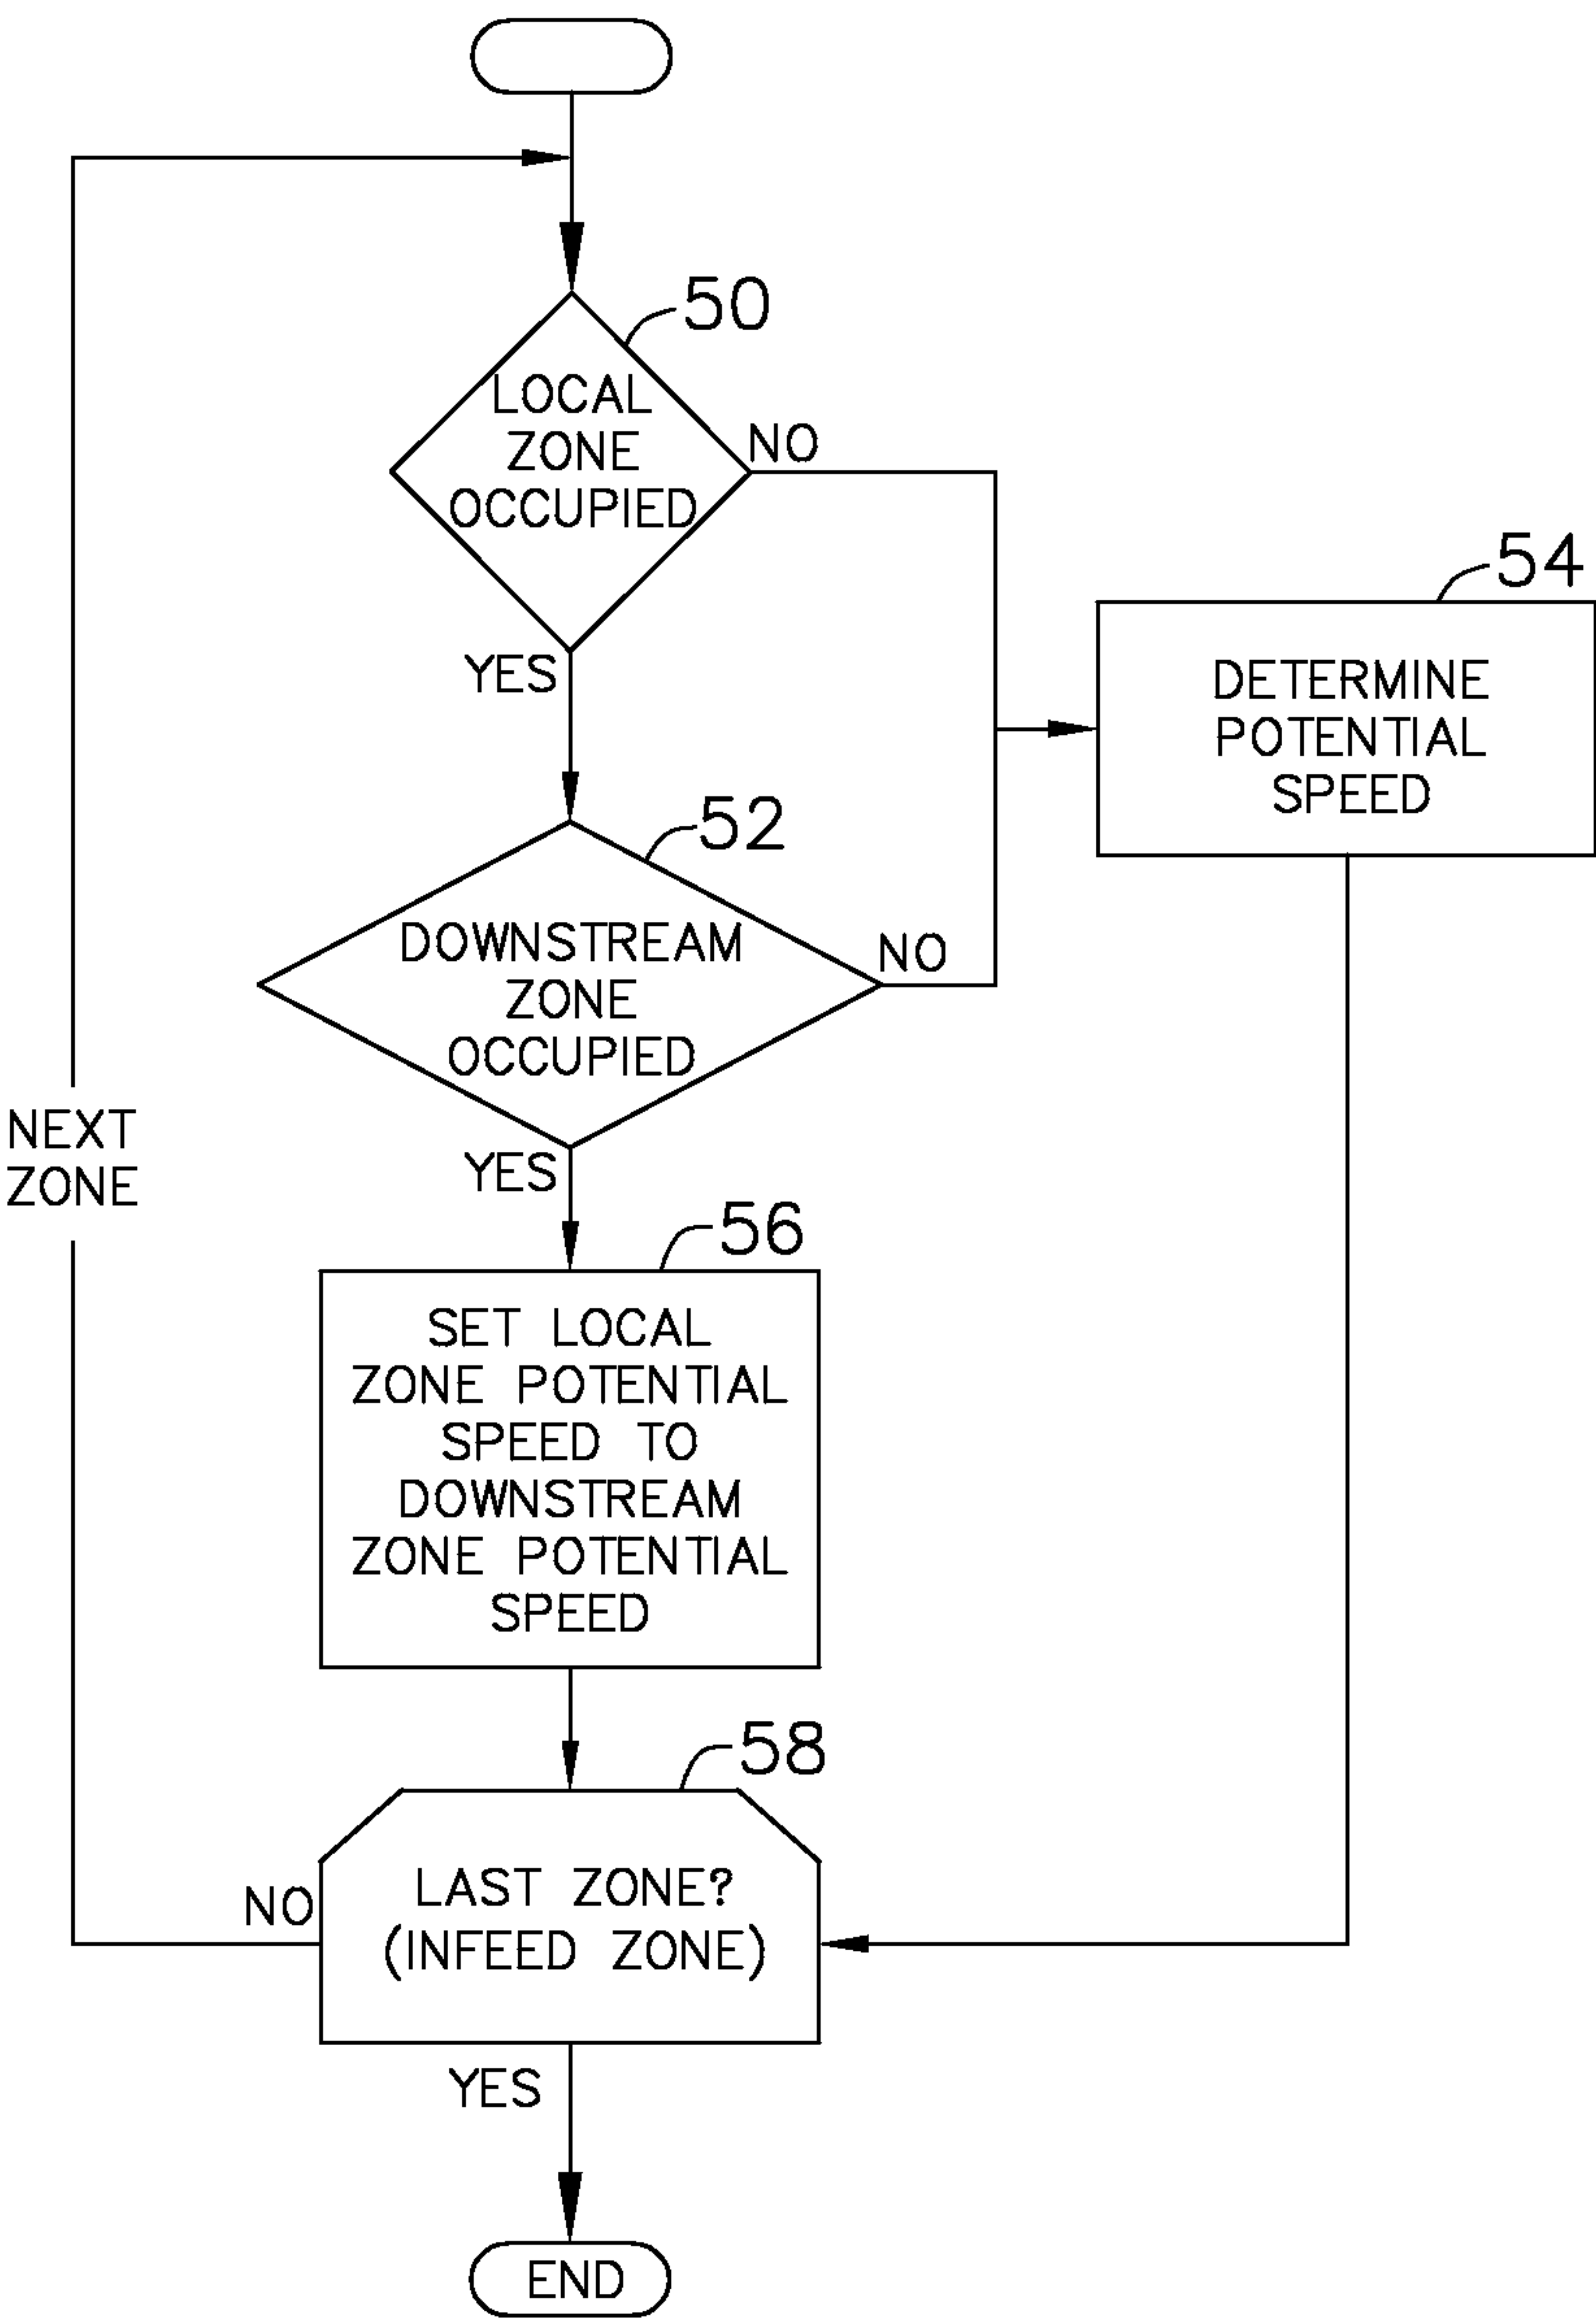 50
LOCAL
ZONE
OCCUPIED
NO
YES
54
DETERMINE
POTENTIAL
SPEED
52
DOWNSTREAM
ZONE
OCCUPIED
NO
YES
NEXT
ZONE
56
SET LOCAL
ZONE POTENTIAL
SPEED TO
DOWNSTREAM
ZONE POTENTIAL
SPEED
58
LAST ZONE?
(INFEED ZONE)
NO
YES
END